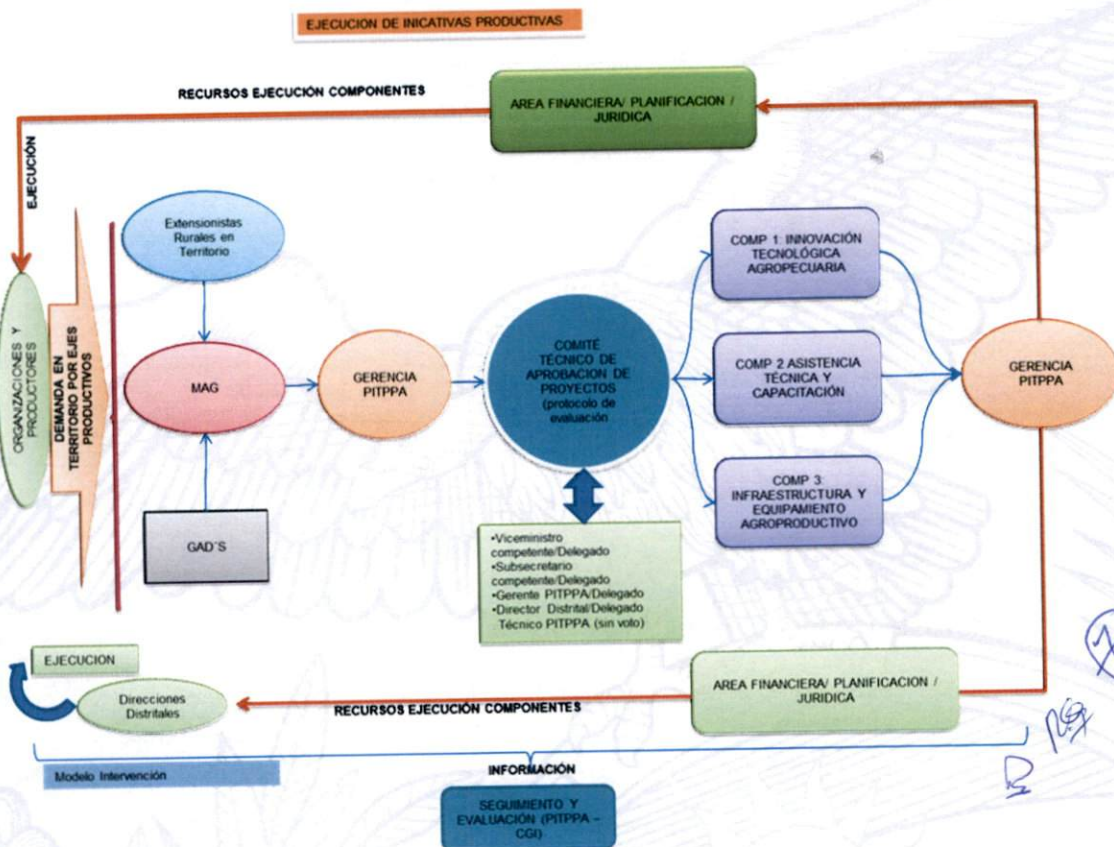 EJECUCION DE INICATIVAS PRODUCTIVAS
RECURSOS EJECUCIÓN COMPONENTES
AREA FINANCIERA/ PLANIFICACION /
JURIDICA
EJECUCIÓN
ORGANIZACIONES Y
PRODUCTORES
DEMANDA EN
TERRITORIO POR EJES
PRODUCTIVOS
Extensionistas
Rurales en
Territorio
MAG
GAD´S
GERENCIA
PITPPA
COMITÉ
TÉCNICO DE
APROBACION DE
PROYECTOS
(protocolo de
evaluación
•Viceministro
competente/Delegado
•Subsecretario
competente/Delegado
•Gerente PITPPA/Delegado
•Director Distrital/Delegado
Técnico PITPPA (sin voto)
COMP 1: INNOVACIÓN
TECNOLÓGICA
AGROPECUARIA
COMP 2 ASISTENCIA
TÉCNICA Y
CAPACITACIÓN
COMP 3:
INFRAESTRUCTURA Y
EQUIPAMIENTO
AGROPRODUCTIVO
GERENCIA
PITPPA
EJECUCION
Direcciones
Distritales
RECURSOS EJECUCIÓN COMPONENTES
AREA FINANCIERA/ PLANIFICACION /
JURIDICA
Modelo Intervención
INFORMACIÓN
SEGUIMIENTO Y
EVALUACIÓN (PITPPA –
CGI)